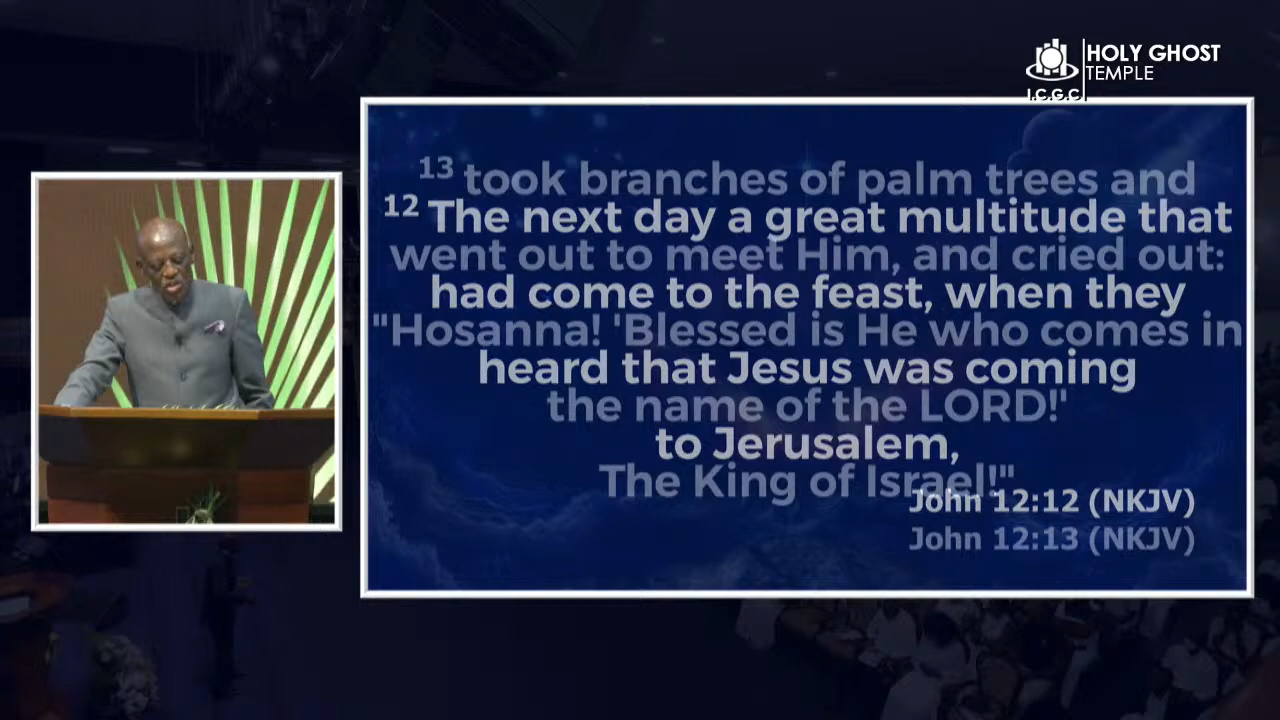 HOLY GHOST
TEMPLE
I.C.G.C
13 took branches of palm trees and
12 The next day a great multitude that
went out to meet Him, and cried out:
had come to the feast, when they
"Hosanna! 'Blessed is He who comes in
heard that Jesus was coming
the name of the LORD!'
to Jerusalem,
The King of Israel!"
John 12:12 (NKJV)
John 12:13 (NKJV)